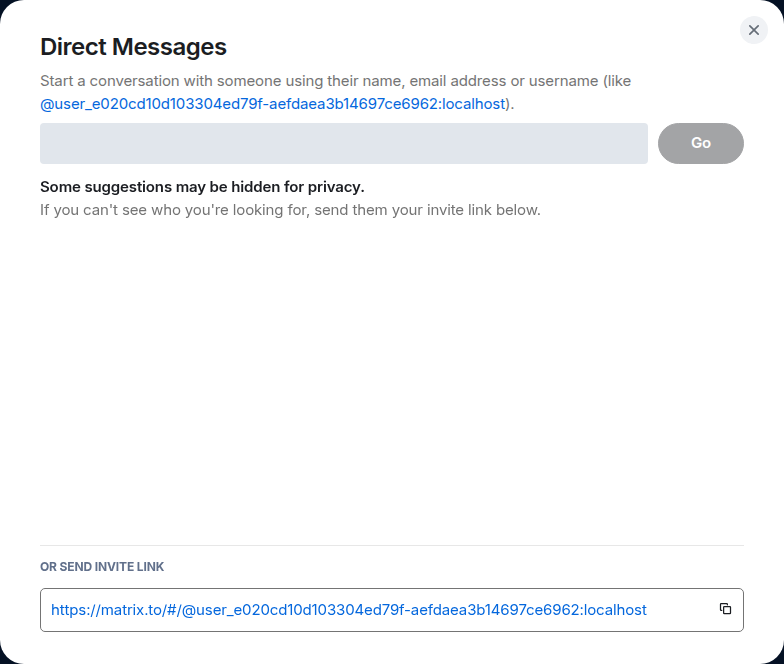 Direct Messages
Start a conversation with someone using their name, email address or username (like
@user_e020cd10d103304ed79f-aefdaea3b14697ce6962:localhost).
Go
Some suggestions may be hidden for privacy.
If you can't see who you're looking for, send them your invite link below.
OR SEND INVITE LINK
https://matrix.to/#/@user_e020cd10d103304ed79f-aefdaea3b14697ce6962:localhost